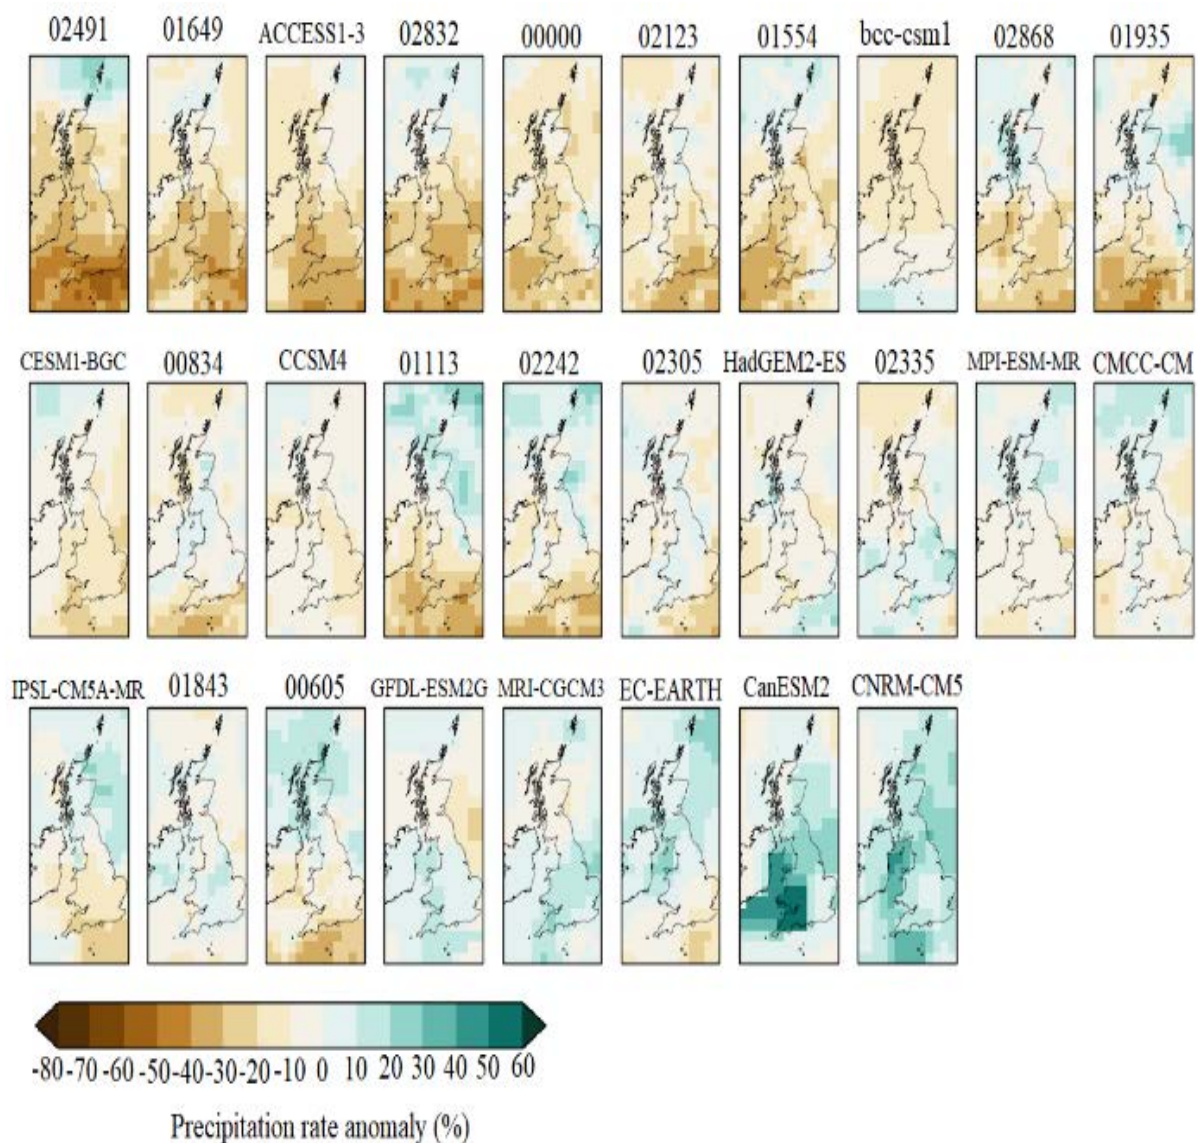 02491 01649 ACCESS1-3 02832 00000 02123 01554 bcc-csm1 02868 01935
CESM1-BGC 00834 CCSM4 01113 02242 02305 HadGEM2-ES 02335 MPI-ESM-MR CMCC-CM
IPSL-CM5A-MR 01843 00605 GFDL-ESM2G MRI-CGCM3 EC-EARTH CanESM2 CNRM-CM5
-80 -70 -60 -50 -40 -30 -20 -10 0 10 20 30 40 50 60
Precipitation rate anomaly (%)